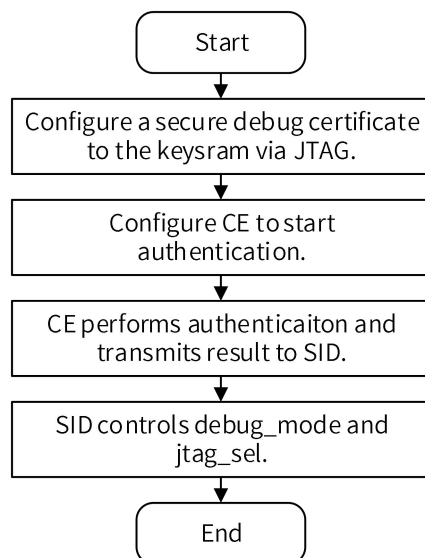 Start
Configure a secure debug certificate
to the keysram via JTAG.
Configure CE to start
authentication.
CE performs authenticaiton and
transmits result to SID.
SID controls debug_mode and
jtag_sel.
End